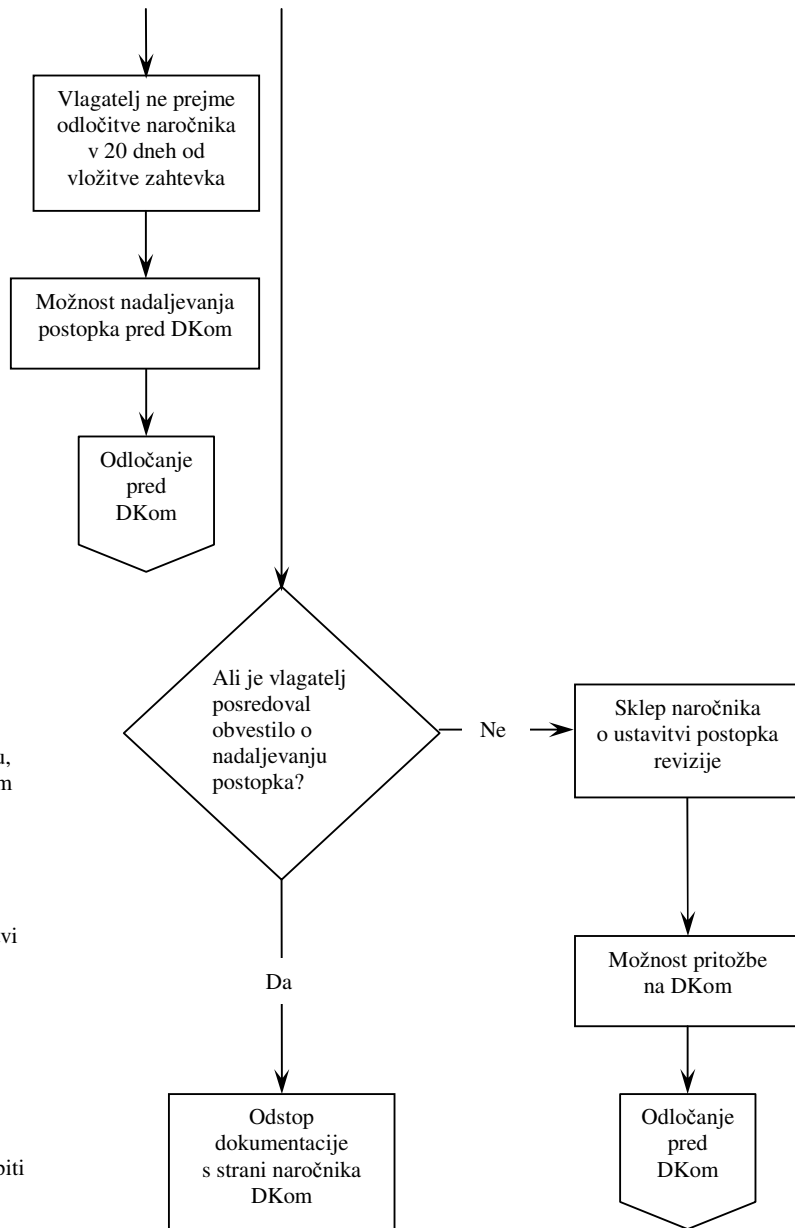 Vlagatelj ne prejme
odločitve naročnika
v 20 dneh od
vložitve zahtevka
Možnost nadaljevanja
postopka pred DKom
Odločanje
pred
DKom
Ali je vlagatelj
posredoval
obvestilo o
nadaljevanju
postopka?
Ne
Sklep naročnika
o ustavitvi postopka
revizije
Da
Možnost pritožbe
na DKom
Odstop
dokumentacije
s strani naročnika
DKom
Odločanje
pred
DKom